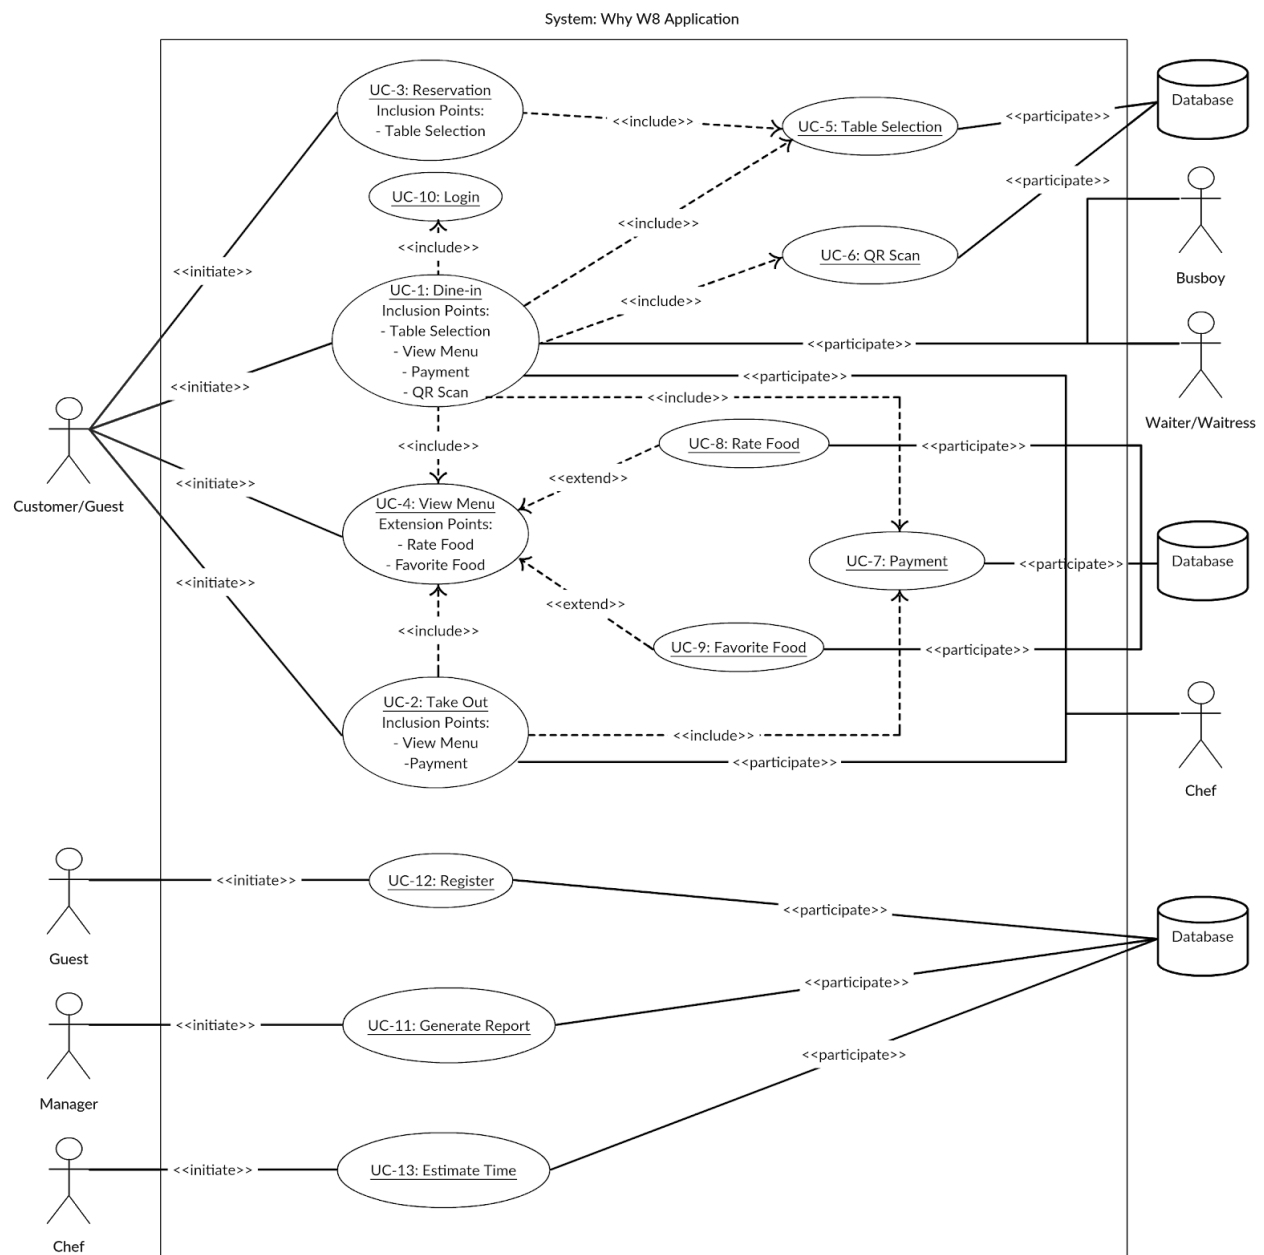 System: Why W8 Application
UC-3: Reservation
Inclusion Points:
- Table Selection
<<include>>
UC-5: Table Selection
<<participate>>
Database
UC-10: Login
<<participate>>
<<include>>
<<include>>
UC-6: QR Scan
Busboy
<<initiate>>
UC-1: Dine-in
Inclusion Points:
- Table Selection
- View Menu
- Payment
- QR Scan
<<include>>
<<participate>>
<<participate>>
<<initiate>>
<<include>>
Waiter/Waitress
<<include>>
UC-8: Rate Food
<<participate>>
<<extend>>
<<initiate>>
Customer/Guest
UC-4: View Menu
Extension Points:
- Rate Food
- Favorite Food
UC-7: Payment
<<participate>>
Database
<<initiate>>
<<extend>>
<<include>>
UC-9: Favorite Food
<<participate>>
UC-2: Take Out
Inclusion Points:
- View Menu
-Payment
<<include>>
<<participate>>
Chef
<<initiate>>
UC-12: Register
<<participate>>
Database
Guest
<<participate>>
<<initiate>>
UC-11: Generate Report
<<participate>>
Manager
<<initiate>>
UC-13: Estimate Time
Chef